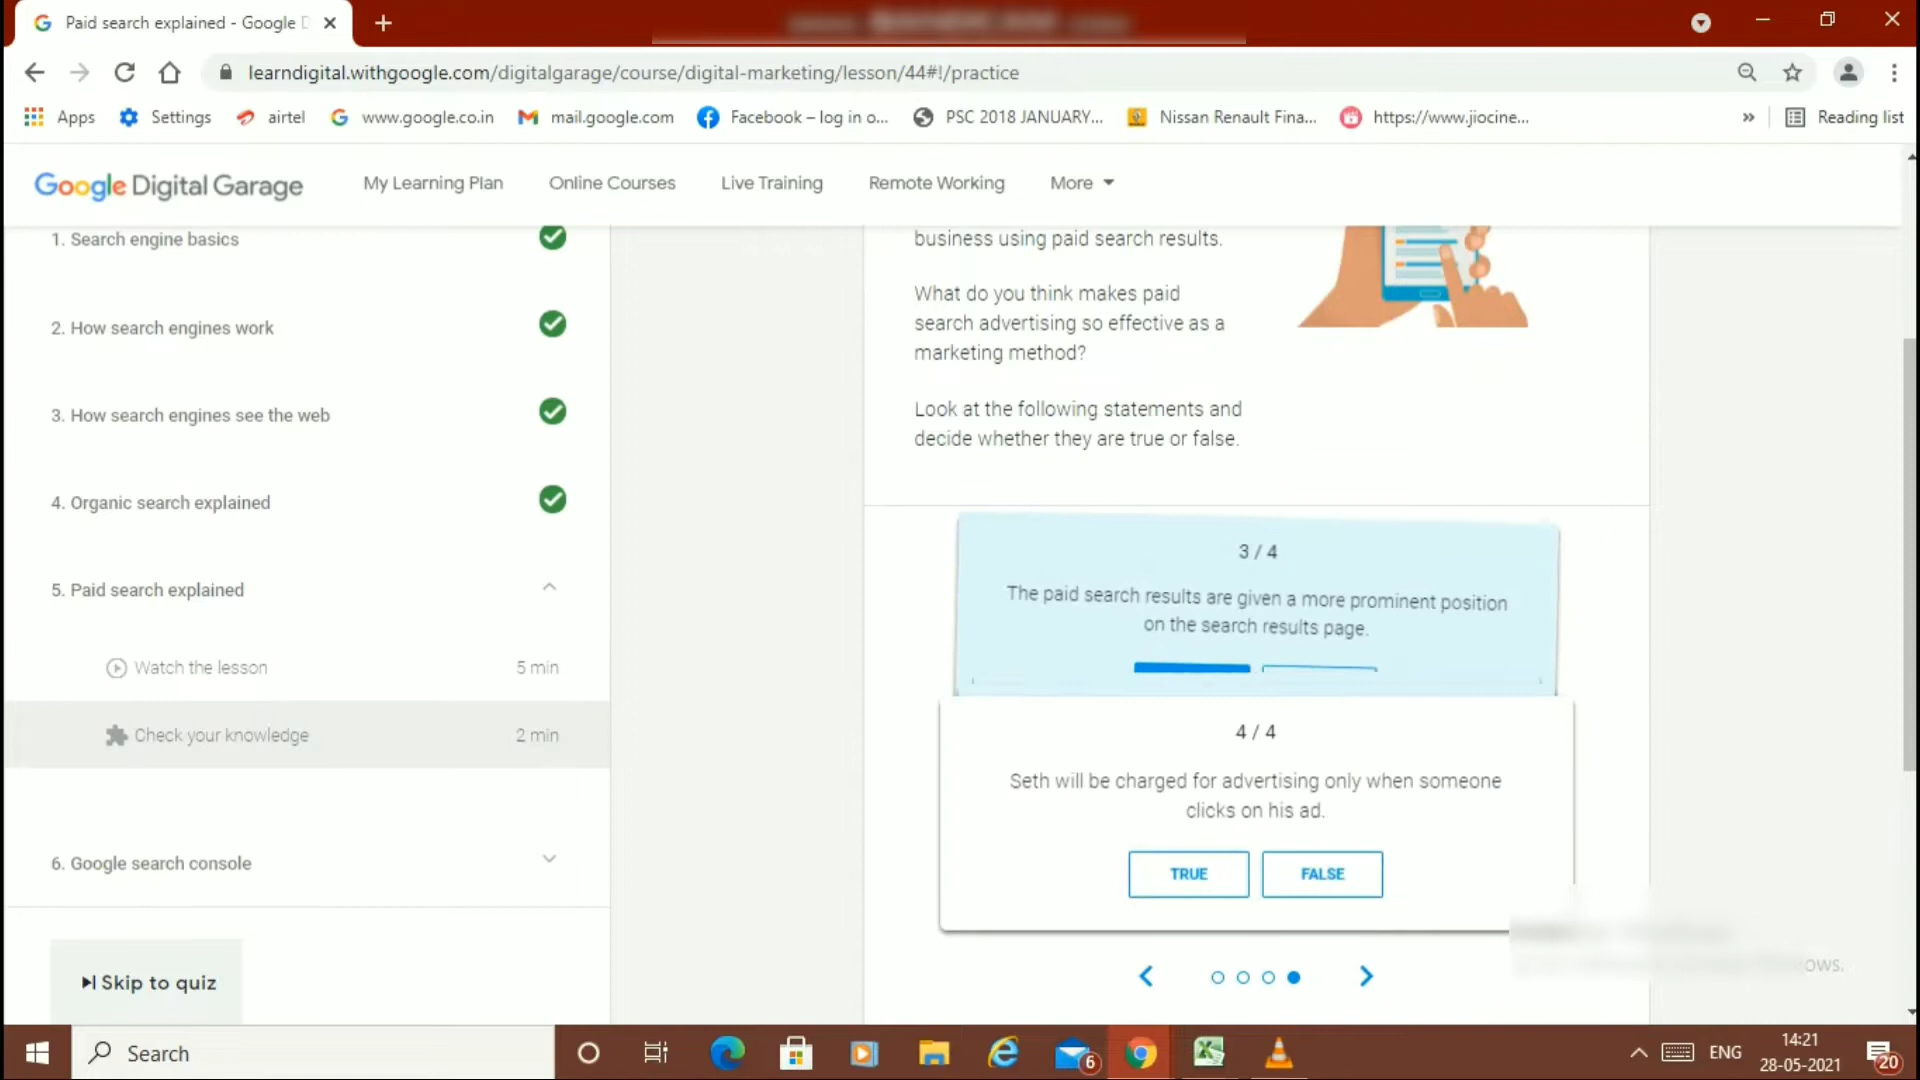 Paid search explained - Google D
learndigital.withgoogle.com/digitalgarage/course/digital-marketing/lesson/44#!/practice
Apps Settings airtel www.google.co.in mail.google.com Facebook – log in o... PSC 2018 JANUARY... Nissan Renault Fina... https://www.jiocine... » Reading list
Google Digital Garage My Learning Plan Online Courses Live Training Remote Working More
1. Search engine basics
2. How search engines work
3. How search engines see the web
4. Organic search explained
5. Paid search explained
Watch the lesson 5 min
Check your knowledge 2 min
6. Google search console
Skip to quiz
business using paid search results.
What do you think makes paid
search advertising so effective as a
marketing method?
Look at the following statements and
decide whether they are true or false.
3 / 4
The paid search results are given a more prominent position
on the search results page.
4 / 4
Seth will be charged for advertising only when someone
clicks on his ad.
TRUE FALSE
ows.
Search
6
ENG
14:21
28-05-2021
20